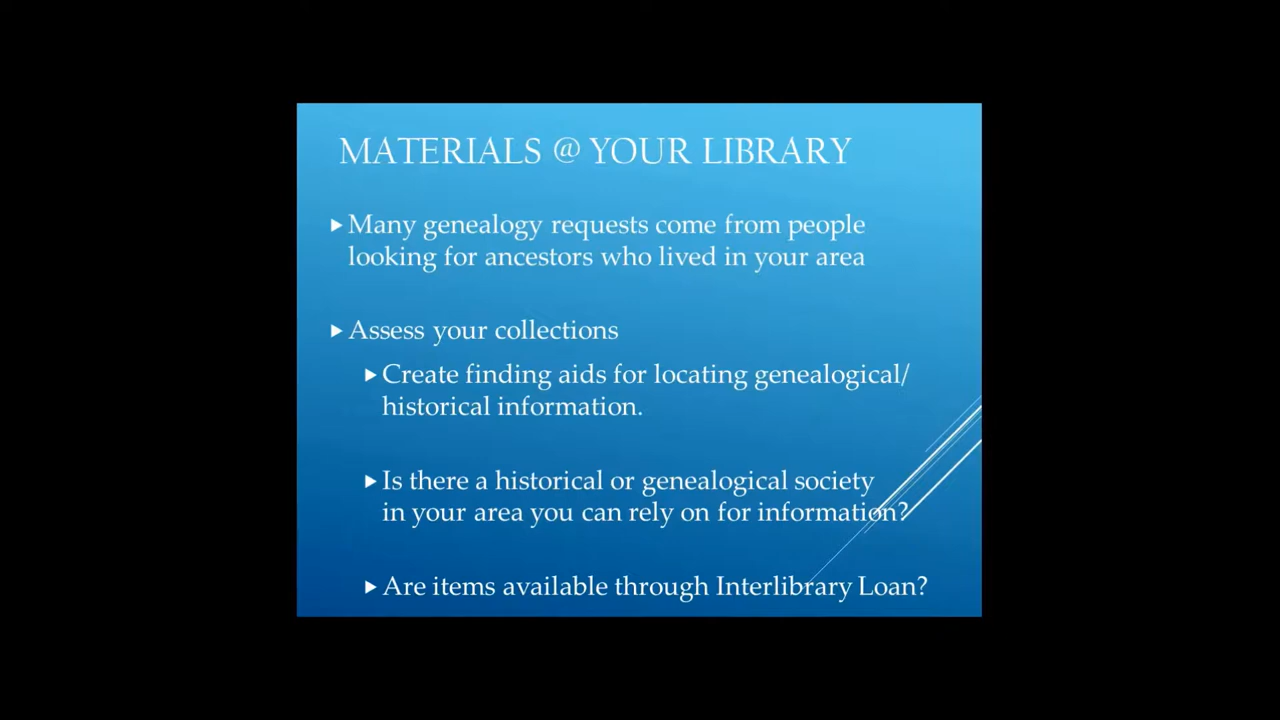 MATERIALS @ YOUR LIBRARY
Many genealogy requests come from people
looking for ancestors who lived in your area
Assess your collections
Create finding aids for locating genealogical/
historical information.
Is there a historical or genealogical society
in your area you can rely on for information?
Are items available through Interlibrary Loan?